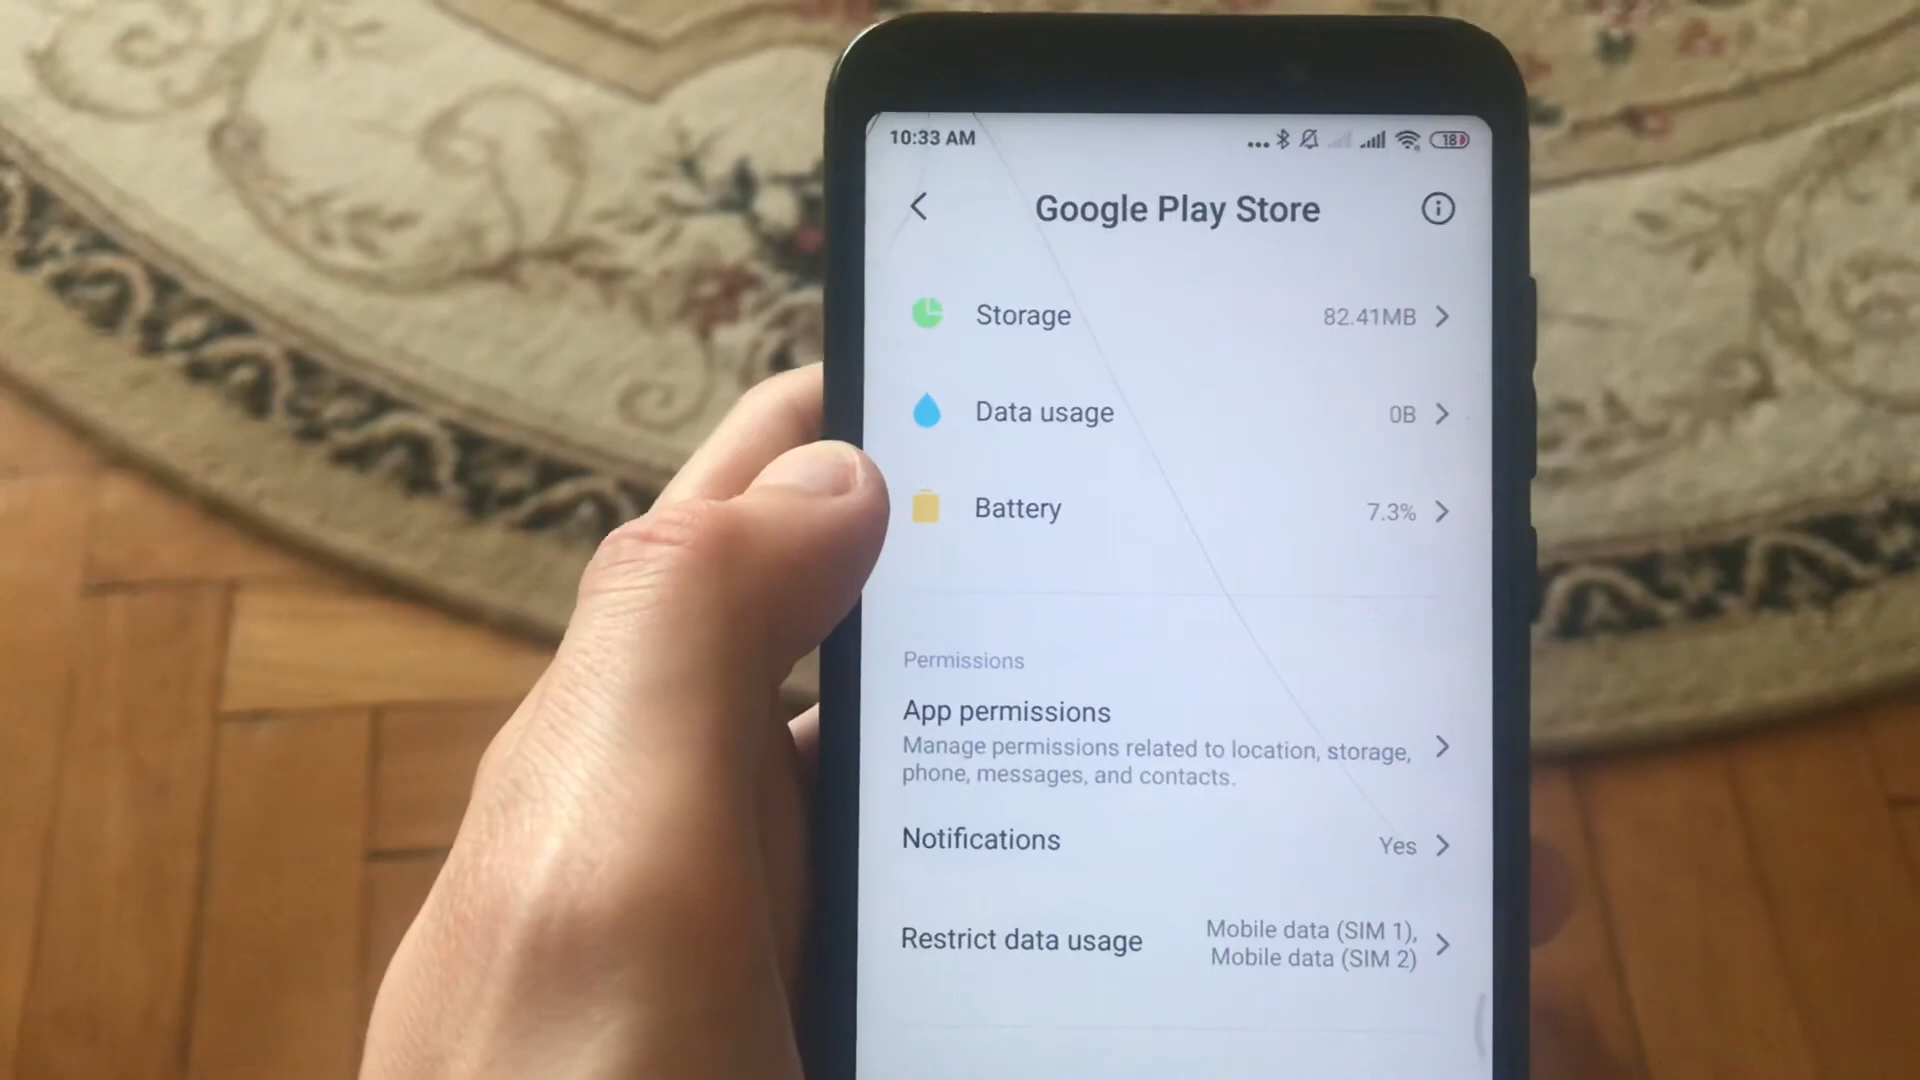 10:33 AM
18
Google Play Store
Storage 82.41MB
Data usage 0B
Battery 7.3%
Permissions
App permissions
Manage permissions related to location, storage,
phone, messages, and contacts.
Notifications Yes
Restrict data usage Mobile data (SIM 1),
Mobile data (SIM 2)